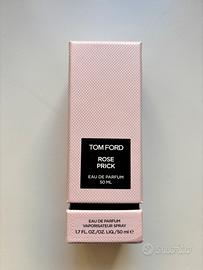 TOM FORD
ROSE
PRICK
EAU DE PARFUM
50 ML
EAU DE PARFUM
VAPORISATEUR SPRAY
1.7 FL. OZ./OZ. LIQ./50 ml ℮
subito